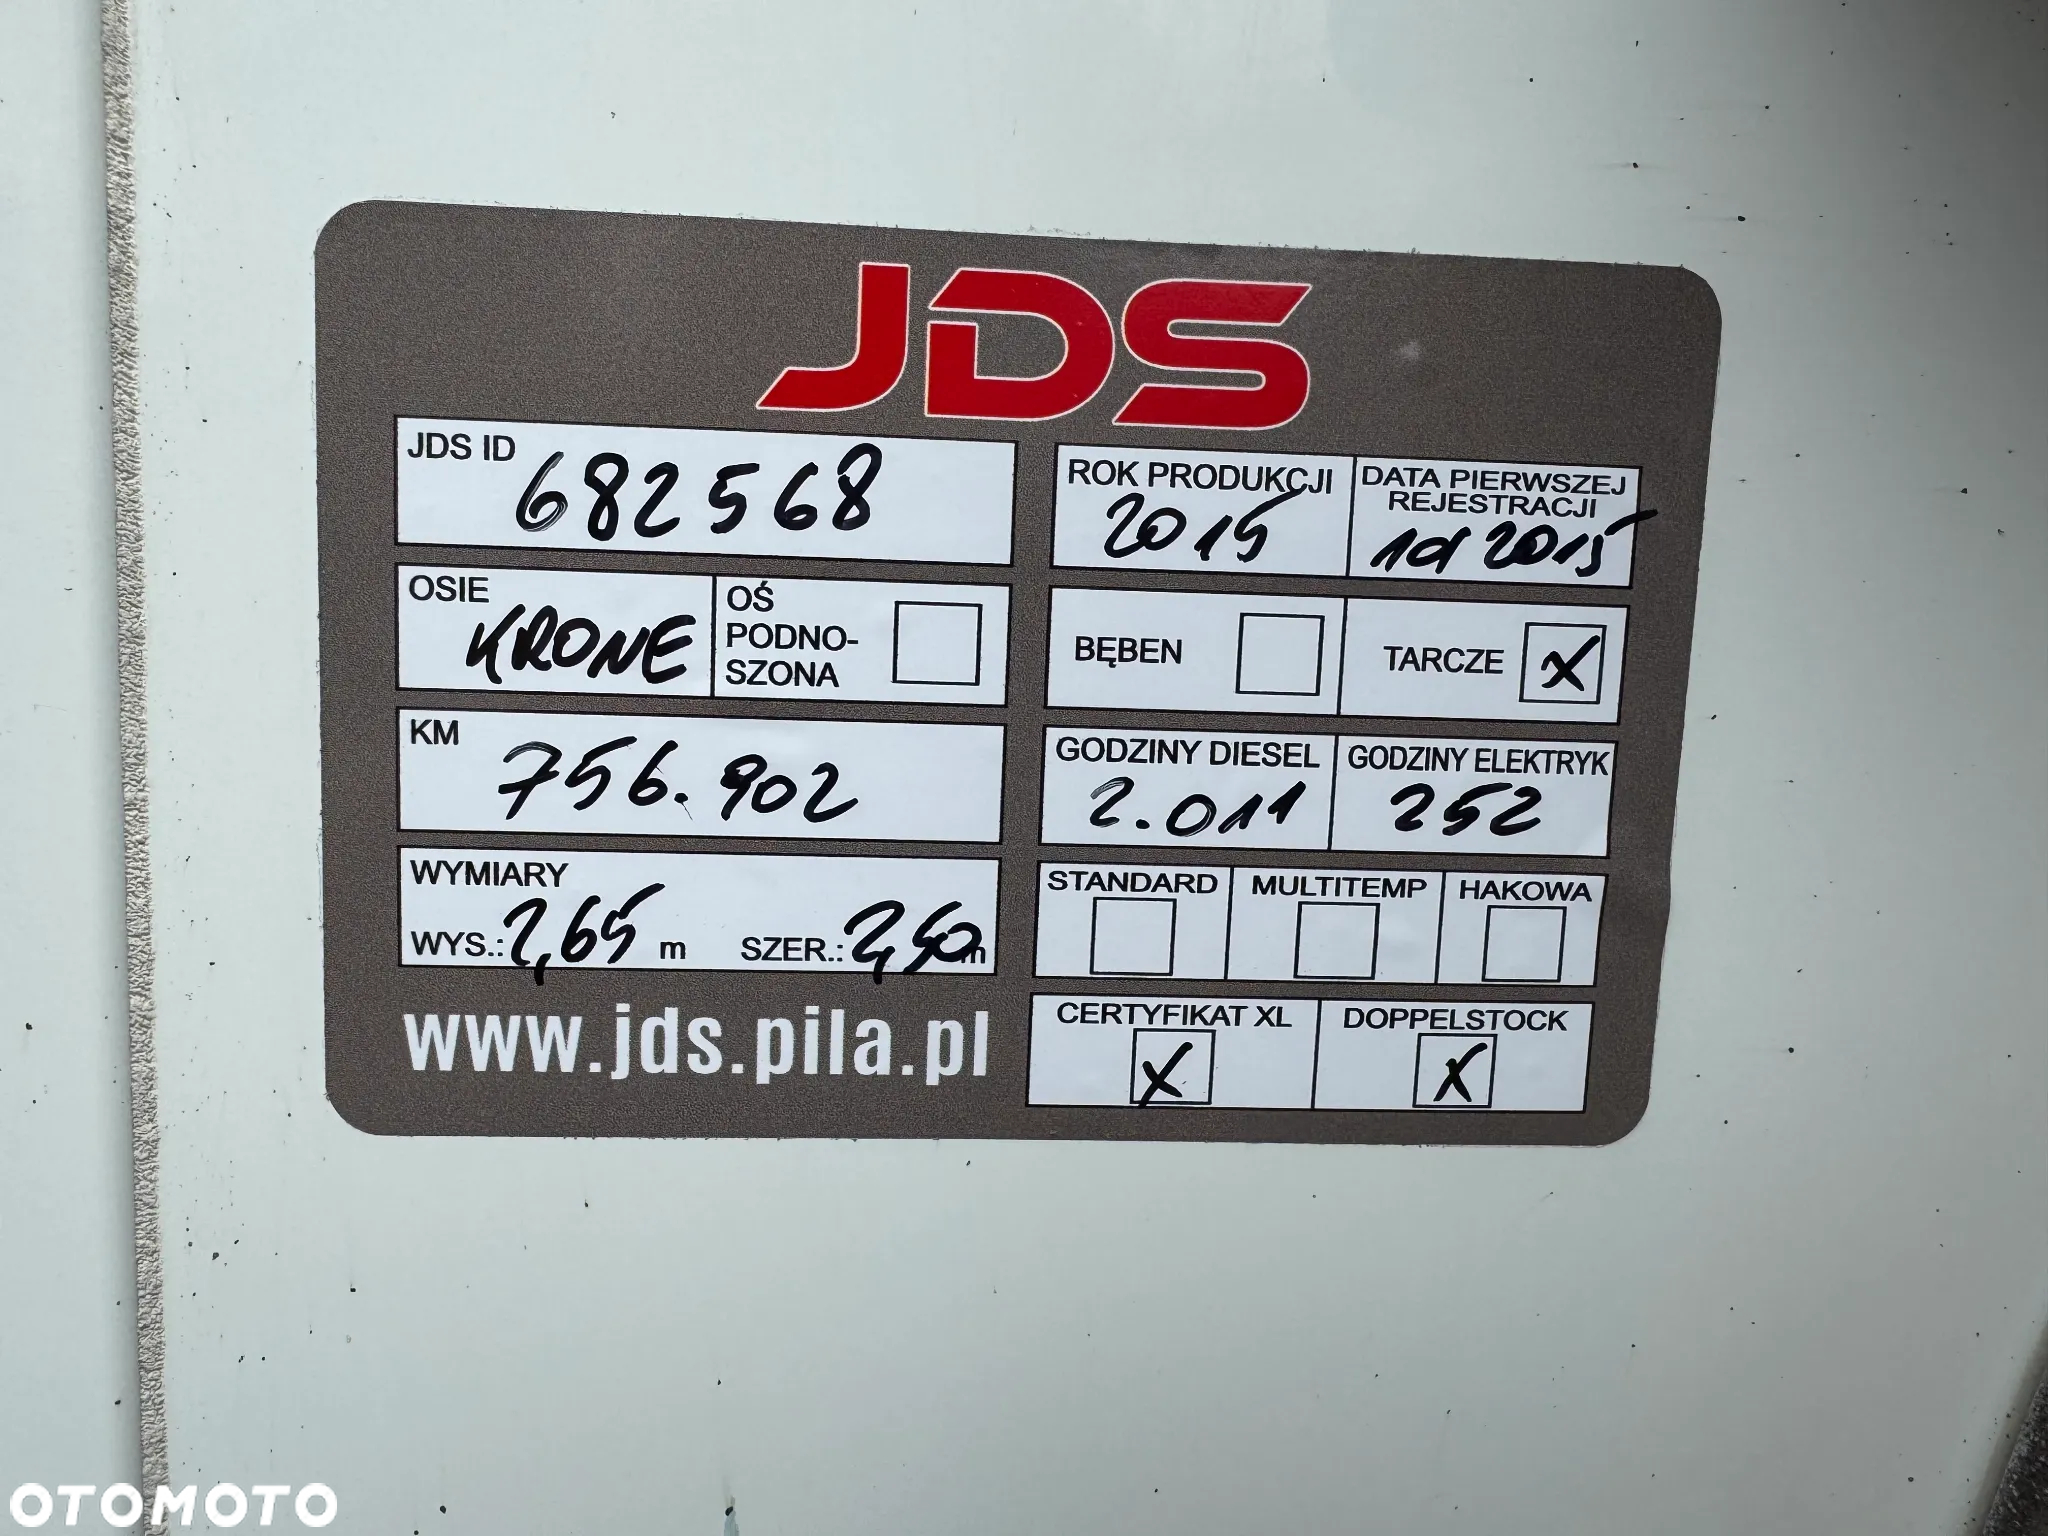 JDS
JDS ID 682568
ROK PRODUKCJI 2015
DATA PIERWSZEJ
REJESTRACJI
10/2015
OSIE KRONE
OŚ
PODNO-
SZONA
BĘBEN
TARCZE X
KM 756.902
GODZINY DIESEL 2.011
GODZINY ELEKTRYK 252
WYMIARY
WYS.: 2,65 m SZER.: 2,50 m
STANDARD MULTITEMP HAKOWA
CERTYFIKAT XL X
DOPPELSTOCK X
www.jds.pila.pl
OTOMOTO